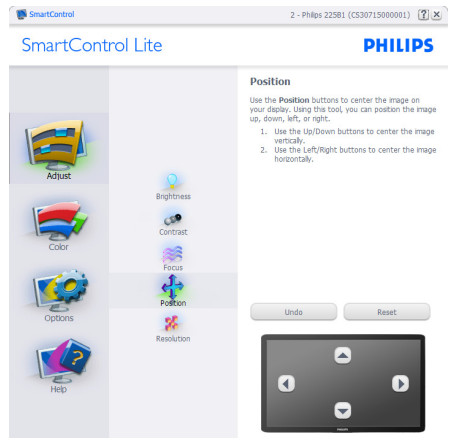 SmartControl
2 - Philips 225B1 (CS30715000001)
SmartControl Lite
PHILIPS
Adjust
Color
Options
Help
Brightness
Contrast
Focus
Position
Resolution
Position
Use the Position buttons to center the image on
your display. Using this tool, you can position the image
up, down, left, or right.
1. Use the Up/Down buttons to center the image
vertically.
2. Use the Left/Right buttons to center the image
horizontally.
Undo
Reset
PHILIPS